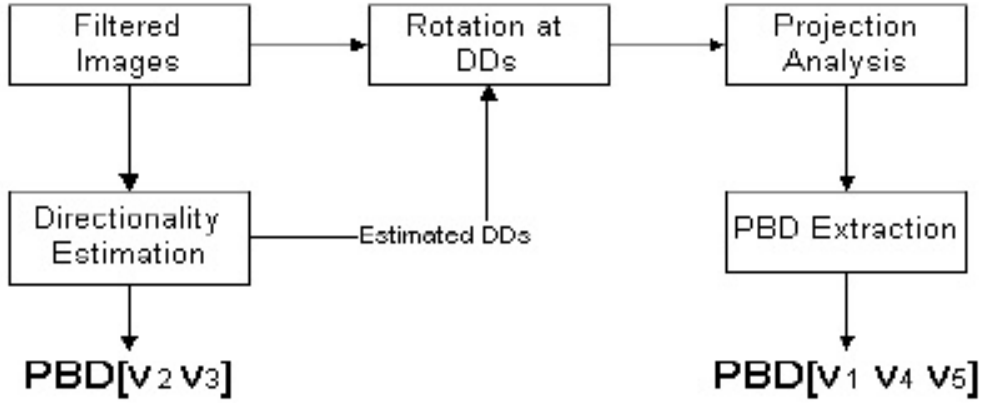 Filtered
Images
Rotation at
DDs
Projection
Analysis
Directionality
Estimation
Estimated DDs
PBD Extraction
PBD[v2 v3]
PBD[v1 v4 v5]